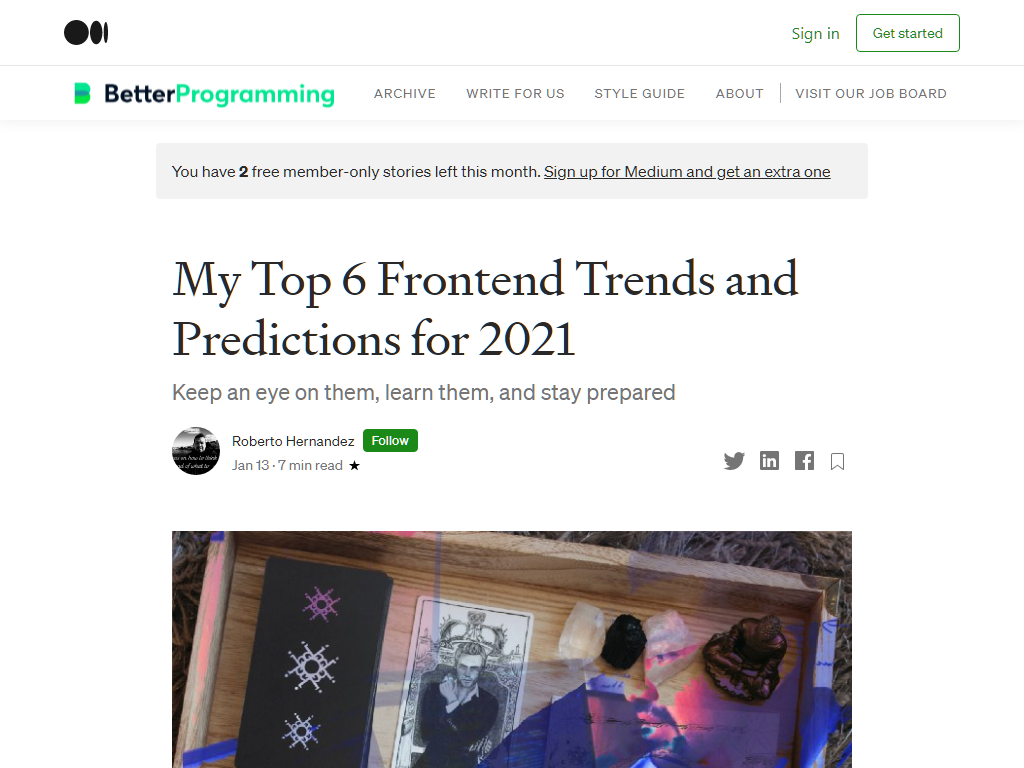 Sign in
Get started
BetterProgramming
ARCHIVE
WRITE FOR US
STYLE GUIDE
ABOUT
VISIT OUR JOB BOARD
You have 2 free member-only stories left this month. Sign up for Medium and get an extra one
My Top 6 Frontend Trends and
Predictions for 2021
Keep an eye on them, learn them, and stay prepared
Roberto Hernandez
Follow
Jan 13 · 7 min read ★